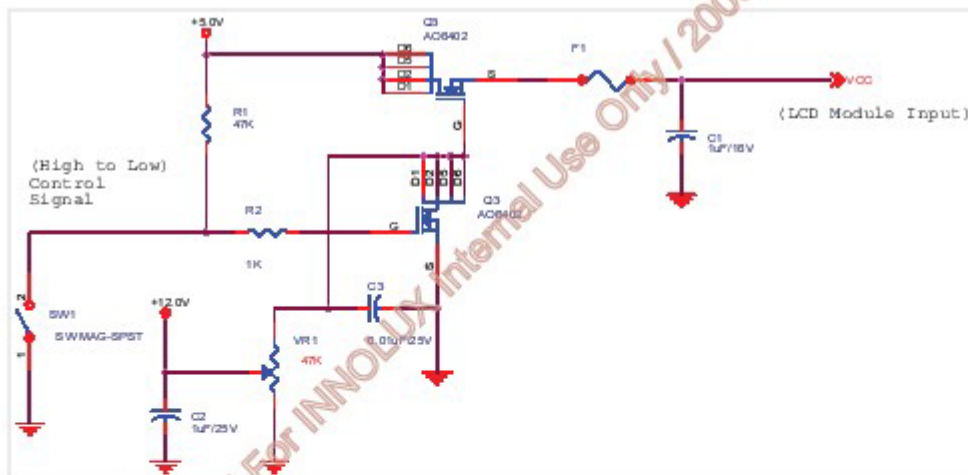 +5.0V
Q3
AO6402
D6
D5
D2
D1
S
G
F1
VCC
(LCD Module Input)
C1
1uF/16V
R1
47K
(High to Low)
Control
Signal
D1
D2
D5
D6
Q3
AO6402
G
S
R2
1K
2
SW1
SWMAG-SPST
1
+12.0V
C3
0.01uF/25V
VR1
47K
C2
1uF/25V
For INNOLUX internal Use Only / 200